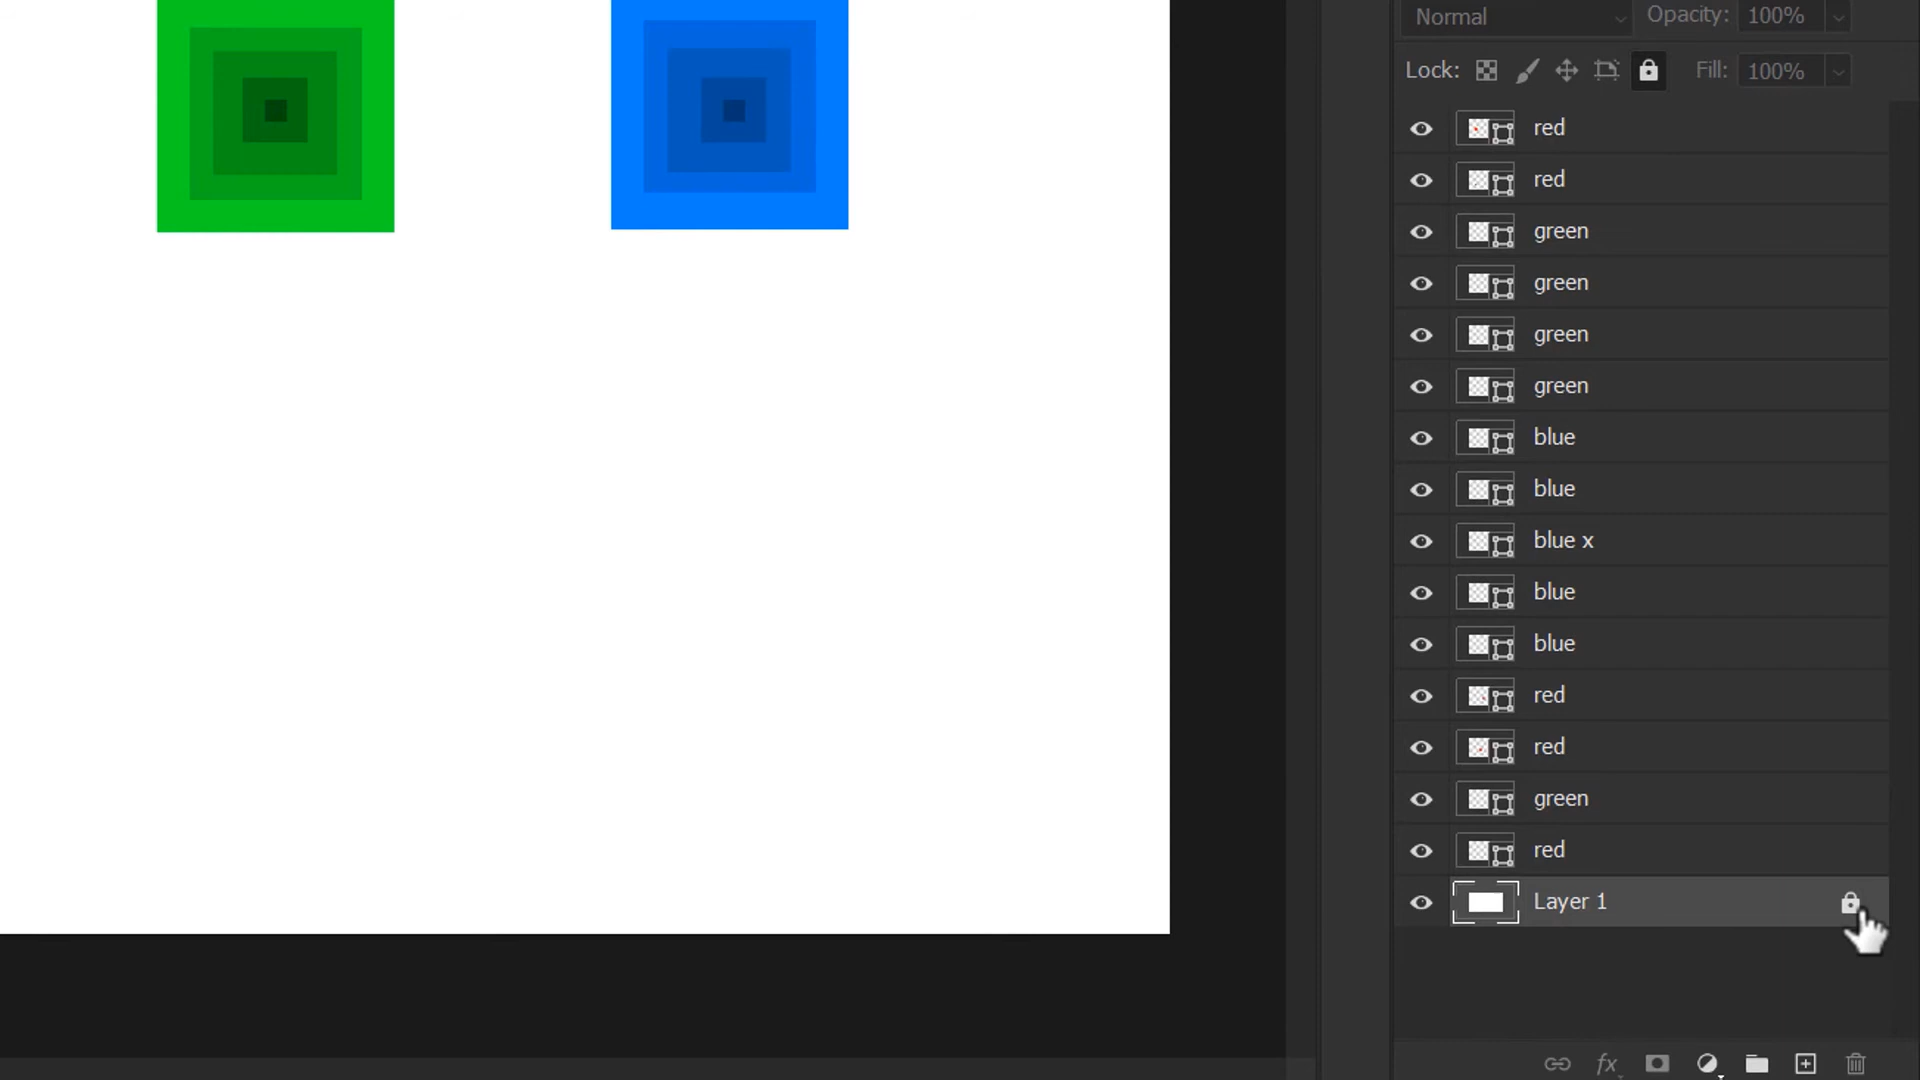 Normal Opacity: 100%
Lock: Fill: 100%
red
red
green
green
green
green
blue
blue
blue x
blue
blue
red
red
green
red
Layer 1
fx